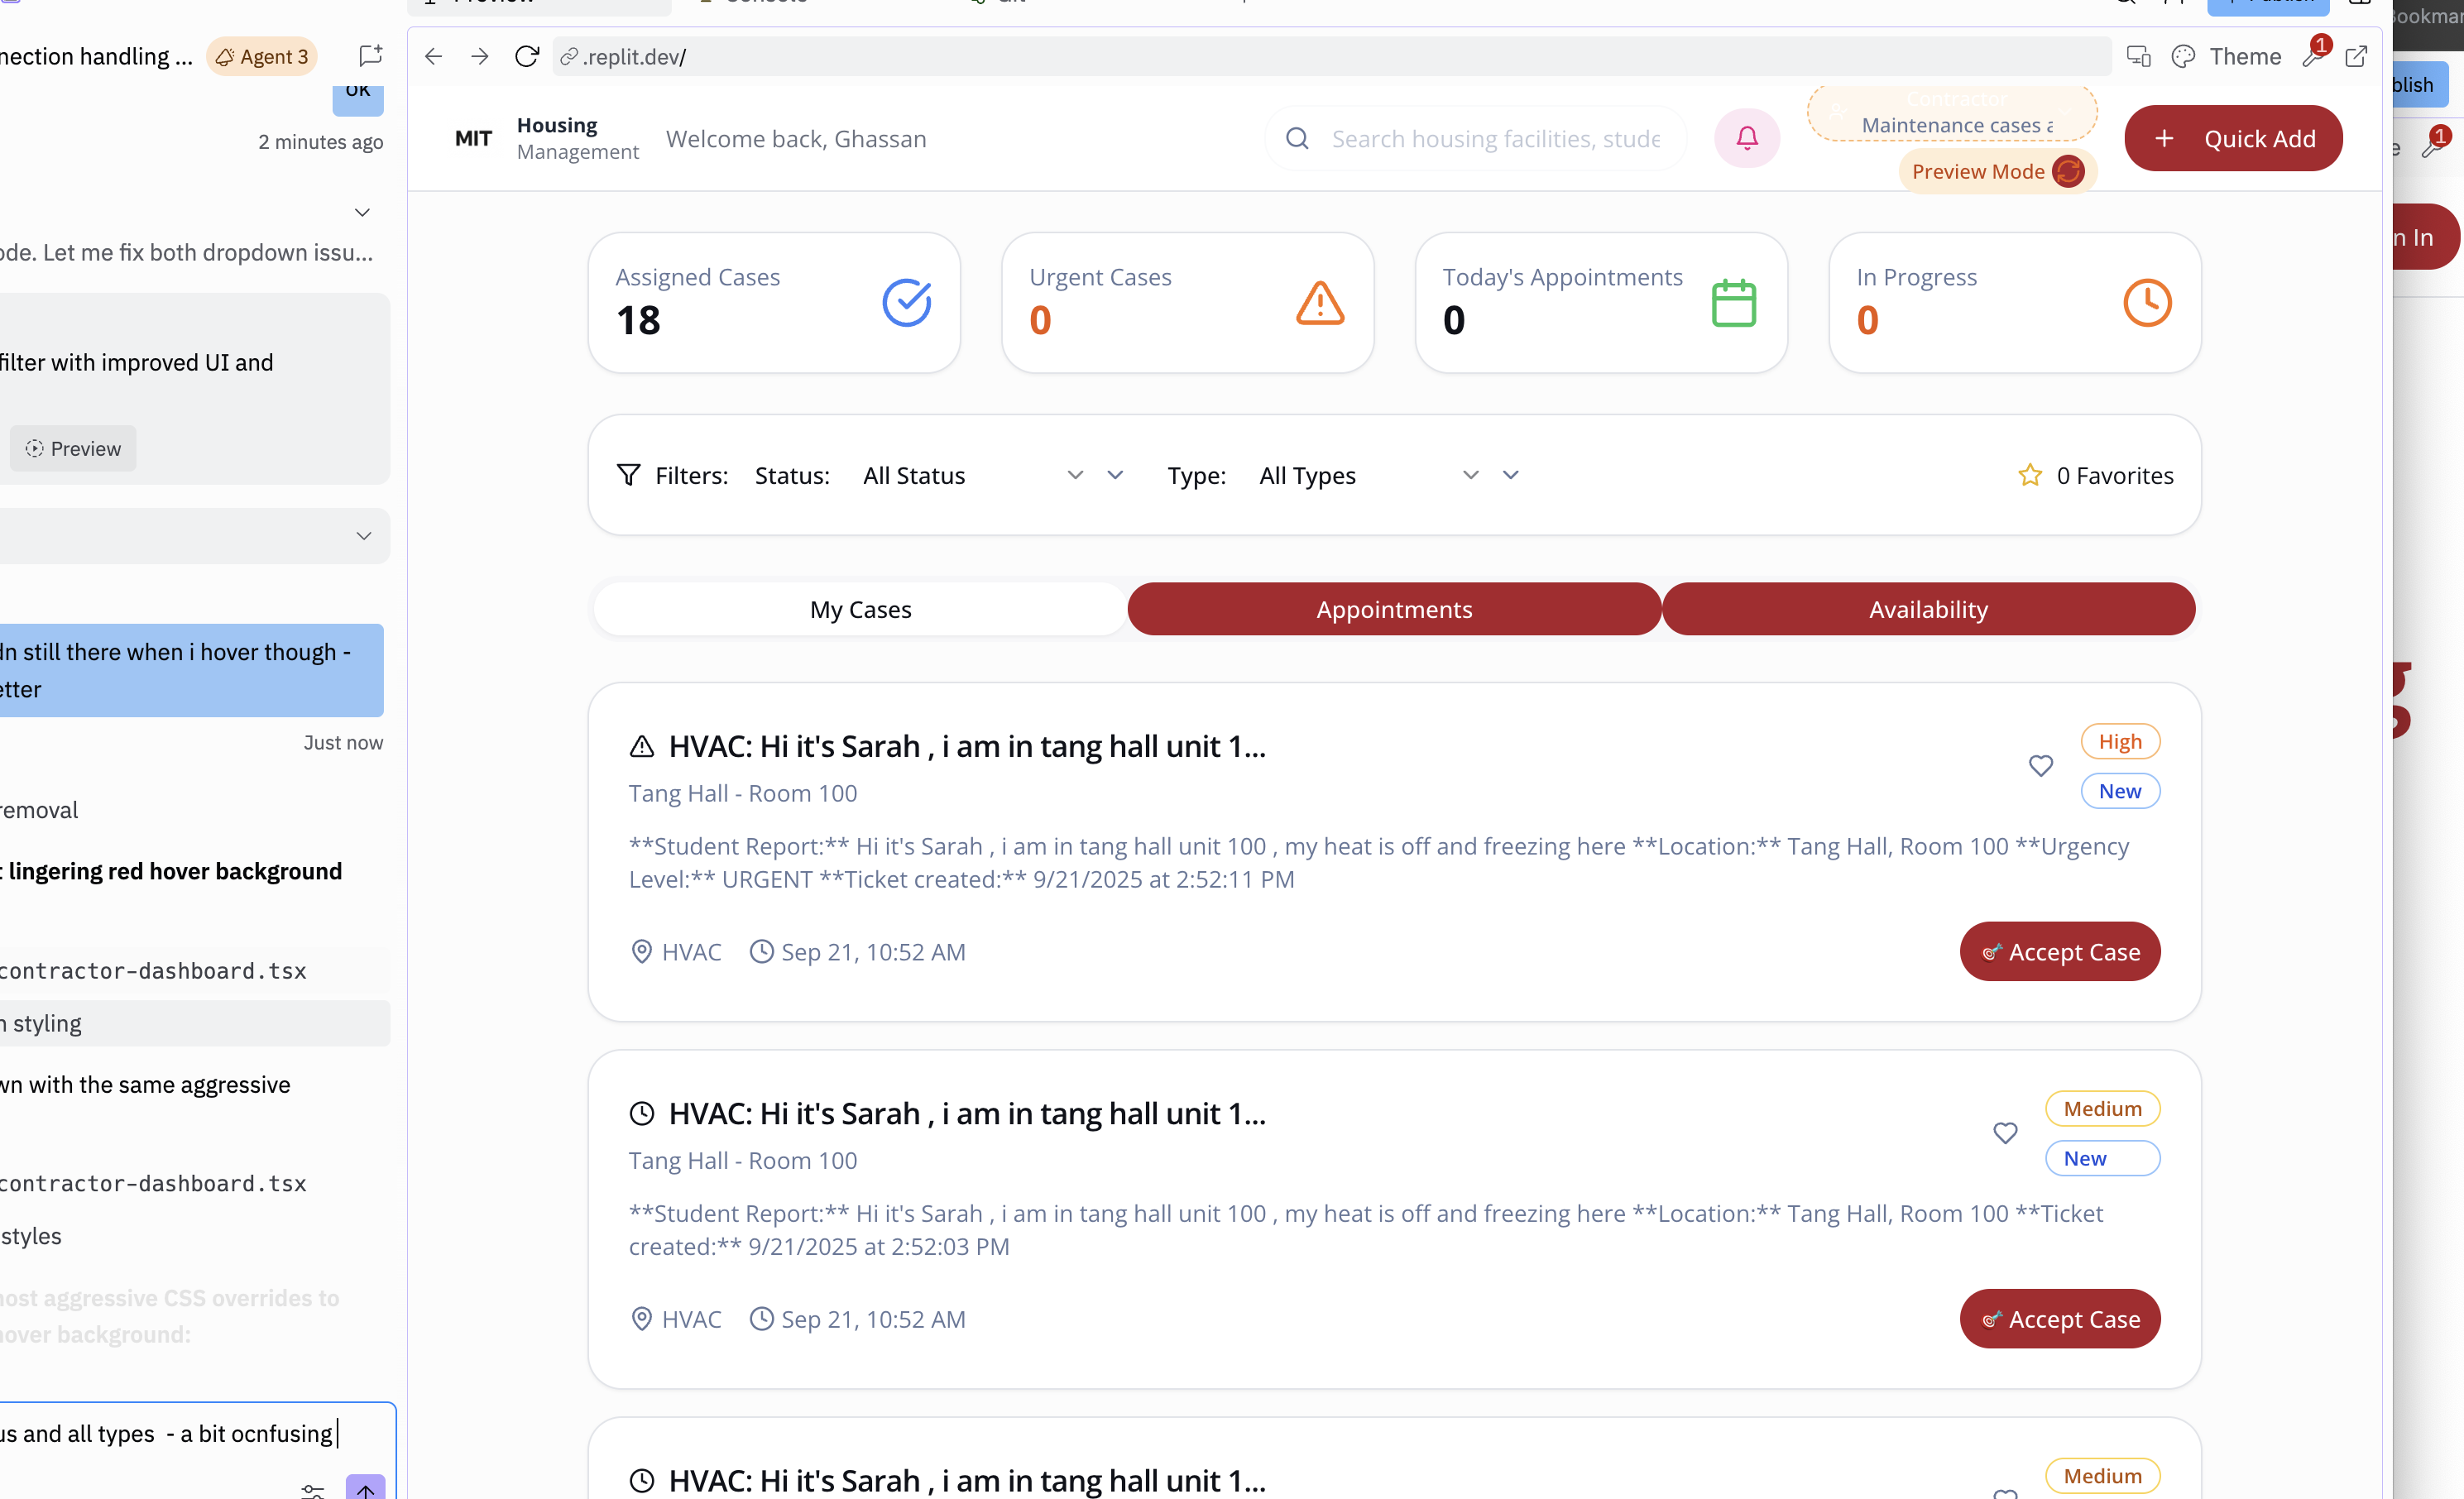 Preview
Console
Git
Publish
Bookmar
nection handling ...
Agent 3
.replit.dev/
Theme
1
blish
ok
2 minutes ago
MIT
Housing
Management
Welcome back, Ghassan
Search housing facilities, stude
Contractor
Maintenance cases a
Preview Mode
Quick Add
e
1
n In
ode. Let me fix both dropdown issu...
filter with improved UI and
Preview
Assigned Cases
18
Urgent Cases
0
Today's Appointments
0
In Progress
0
Filters:
Status:
All Status
Type:
All Types
0 Favorites
My Cases
Appointments
Availability
dn still there when i hover though -
etter
Just now
removal
t lingering red hover background
contractor-dashboard.tsx
n styling
wn with the same aggressive
contractor-dashboard.tsx
styles
most aggressive CSS overrides to
hover background:
us and all types  - a bit ocnfusing
g
HVAC: Hi it's Sarah , i am in tang hall unit 1...
High
New
Tang Hall - Room 100
**Student Report:** Hi it's Sarah , i am in tang hall unit 100 , my heat is off and freezing here **Location:** Tang Hall, Room 100 **Urgency
Level:** URGENT **Ticket created:** 9/21/2025 at 2:52:11 PM
HVAC
Sep 21, 10:52 AM
Accept Case
HVAC: Hi it's Sarah , i am in tang hall unit 1...
Medium
New
Tang Hall - Room 100
**Student Report:** Hi it's Sarah , i am in tang hall unit 100 , my heat is off and freezing here **Location:** Tang Hall, Room 100 **Ticket
created:** 9/21/2025 at 2:52:03 PM
HVAC
Sep 21, 10:52 AM
Accept Case
HVAC: Hi it's Sarah , i am in tang hall unit 1...
Medium